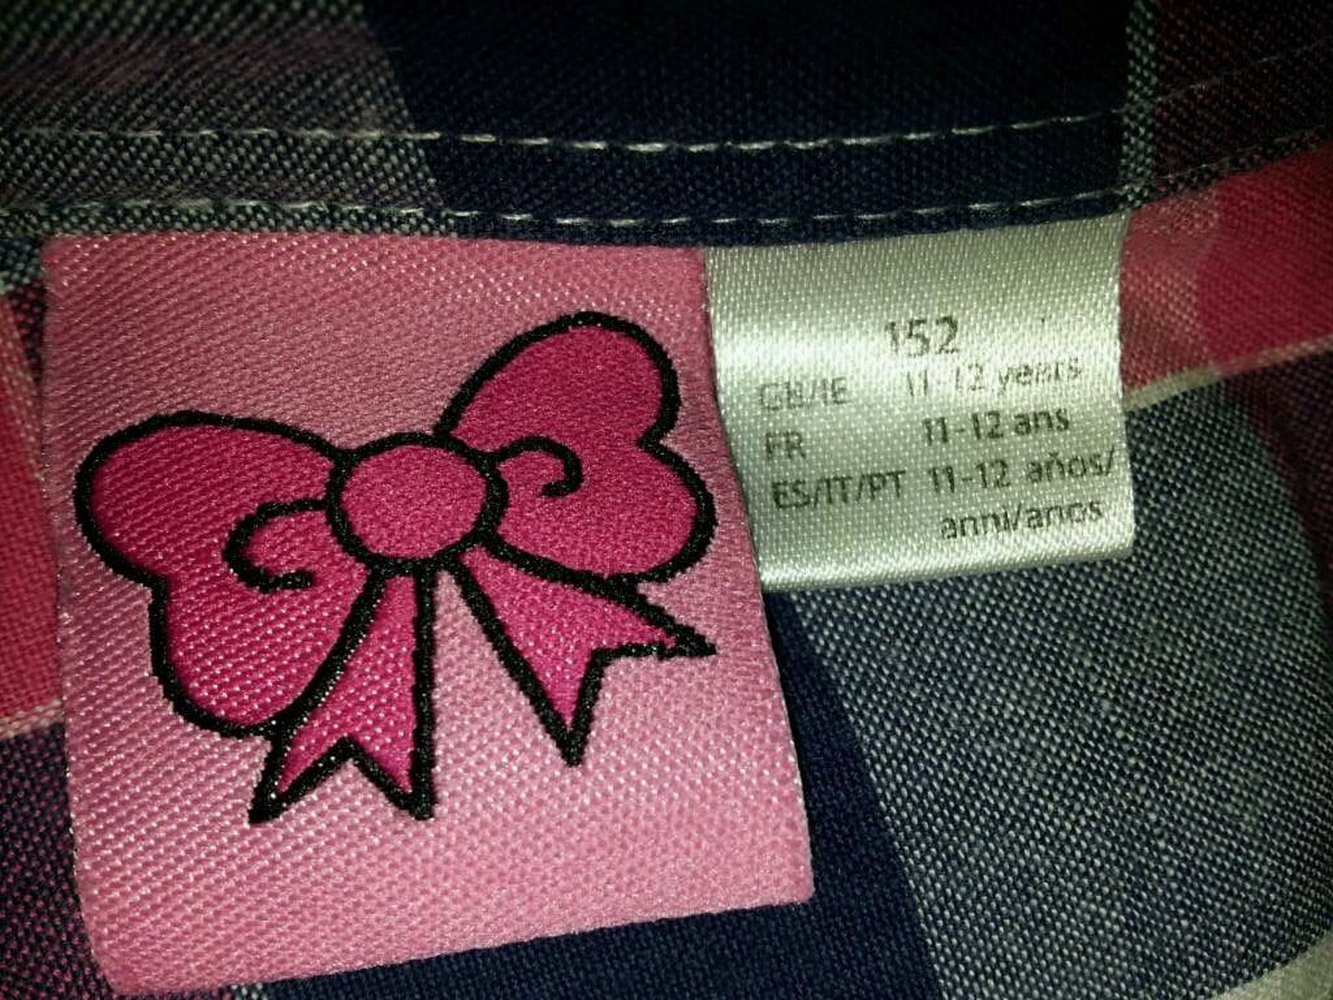 152
GB/IE 11-12 years
FR 11-12 ans
ES/IT/PT 11-12 años/
anni/anos